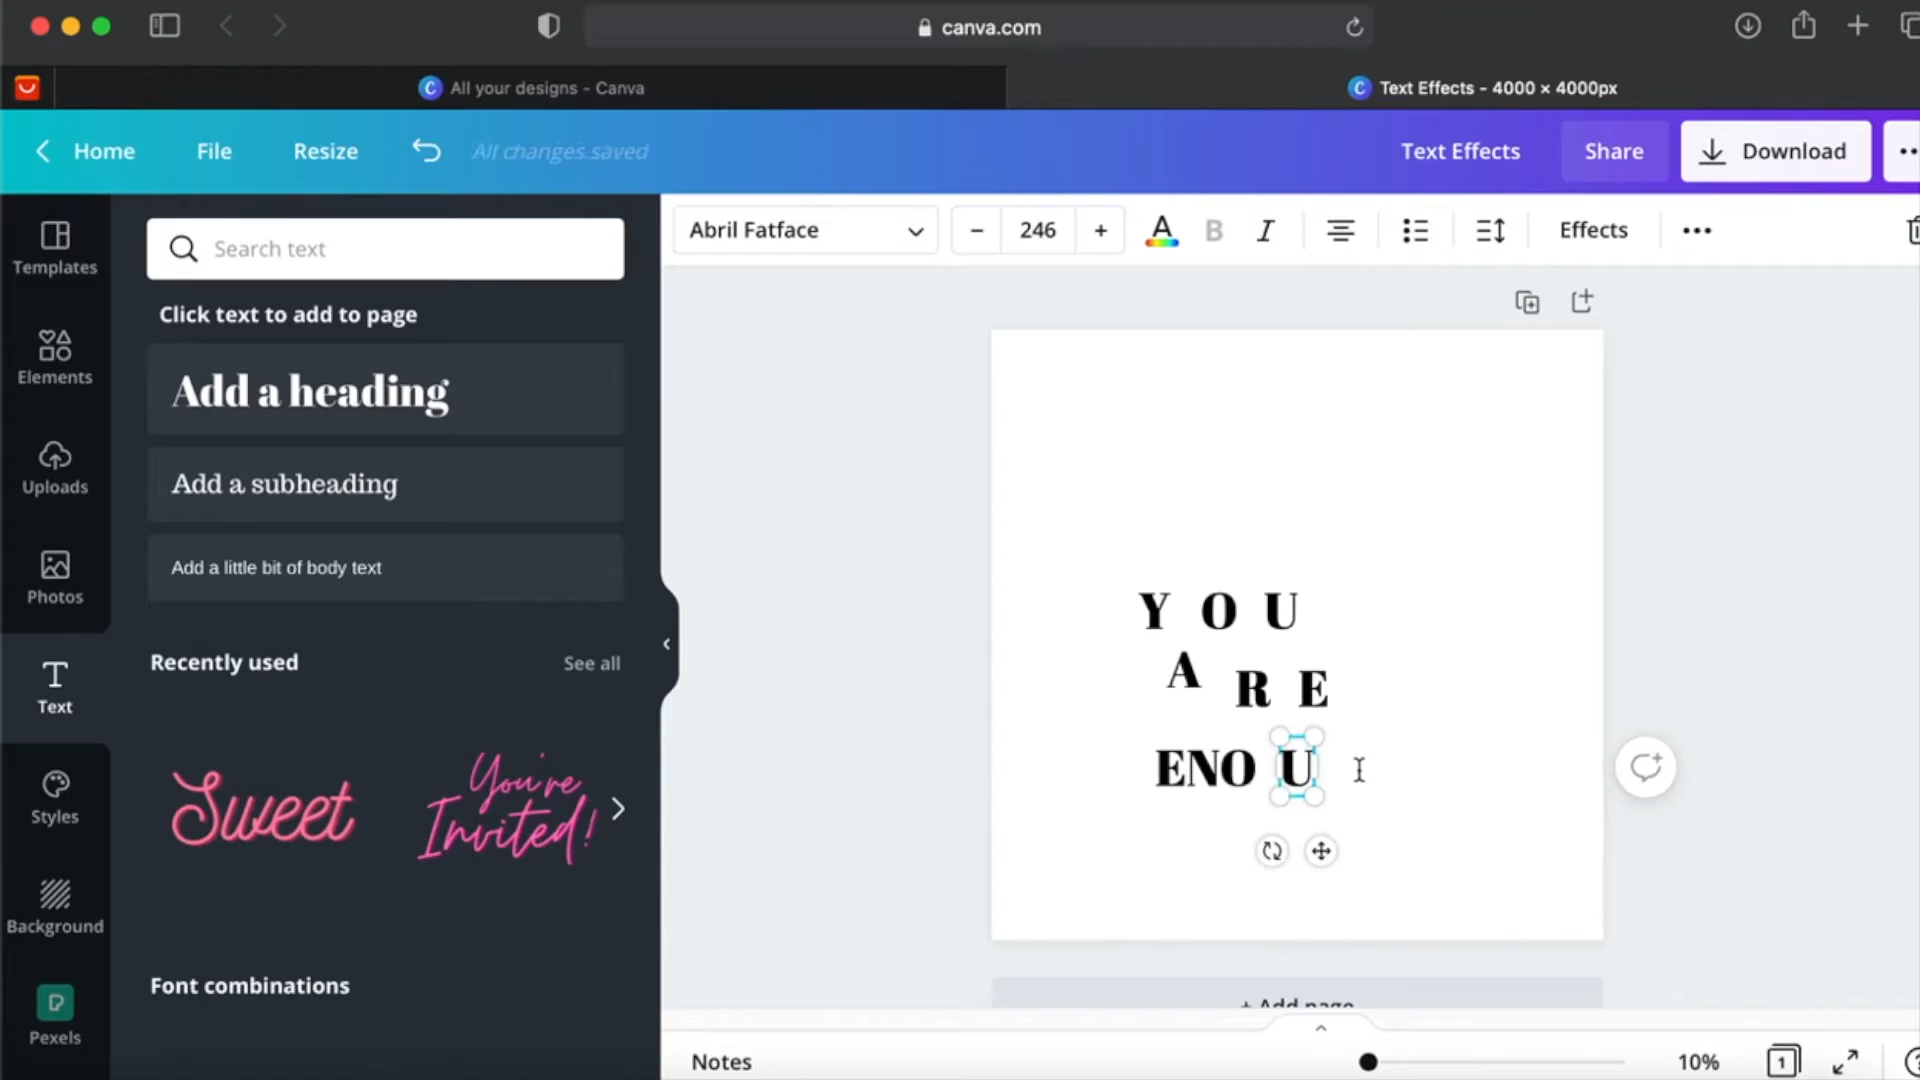 canva.com
All your designs - Canva
Text Effects - 4000 × 4000px
Home File Resize All changes saved Text Effects Share Download
Templates
Elements
Uploads
Photos
Text
Styles
Background
Pexels
Search text
Click text to add to page
Add a heading
Add a subheading
Add a little bit of body text
Recently used See all
Sweet
You're
Invited!
Font combinations
Abril Fatface 246 A B I Effects
Y O U
A R E
ENO U
+ Add page
Notes 10% 1